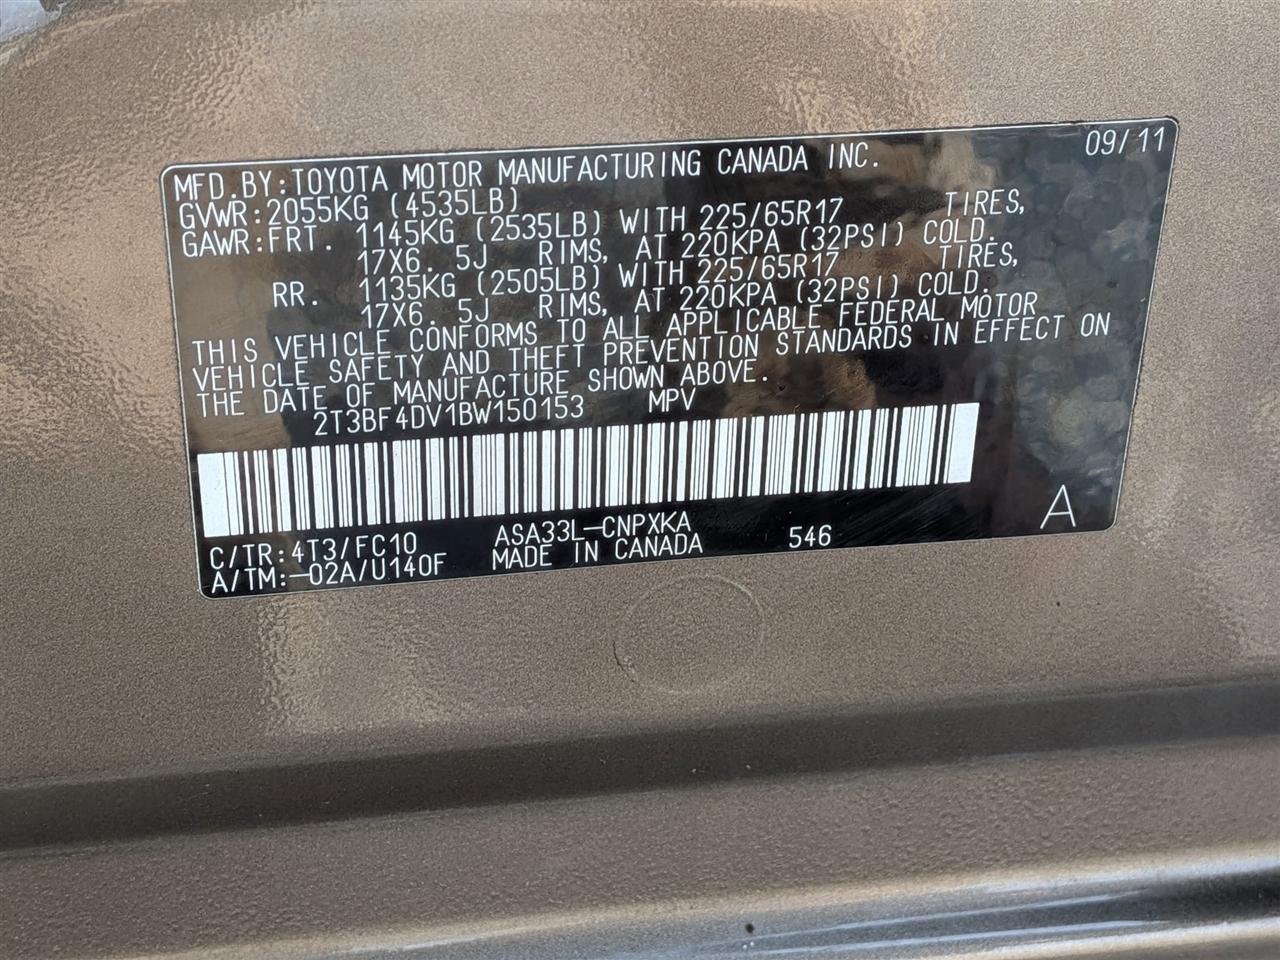 09/11
MFD.BY:TOYOTA MOTOR MANUFACTURING CANADA INC.
GVWR:2055KG (4535LB)
GAWR:FRT. 1145KG (2535LB) WITH 225/65R17 TIRES,
17X6.5J RIMS, AT 220KPA (32PSI) COLD.
RR. 1135KG (2505LB) WITH 225/65R17 TIRES,
17X6.5J RIMS, AT 220KPA (32PSI) COLD.
THIS VEHICLE CONFORMS TO ALL APPLICABLE FEDERAL MOTOR
VEHICLE SAFETY AND THEFT PREVENTION STANDARDS IN EFFECT ON
THE DATE OF MANUFACTURE SHOWN ABOVE.
2T3BF4DV1BW150153 MPV
C/TR:4T3/FC10 ASA33L-CNPXKA 546 A
A/TM:-02A/U140F MADE IN CANADA